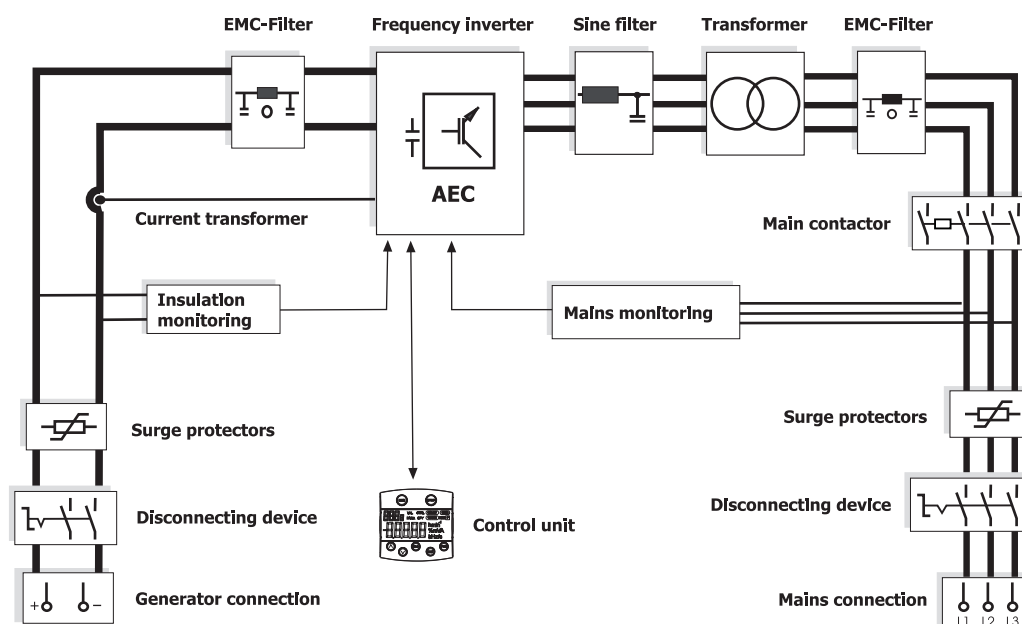 EMC-Filter
Frequency inverter
Sine filter
Transformer
EMC-Filter
AEC
Current transformer
Main contactor
Insulation
monitoring
Mains monitoring
Surge protectors
Surge protectors
Disconnecting device
Disconnecting device
Control unit
+ -
Generator connection
Mains connection
L1 L2 L3